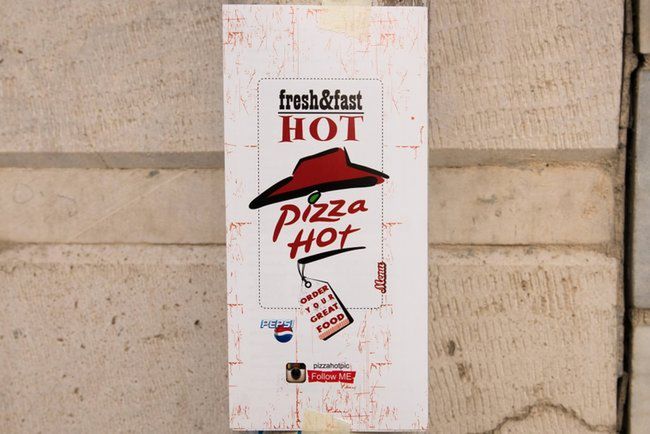 fresh&fast
HOT
pizza
HOt
Menu
ORDER
YOUR
GREAT
FOOD
PEPSI
pizzahotpic
Follow ME